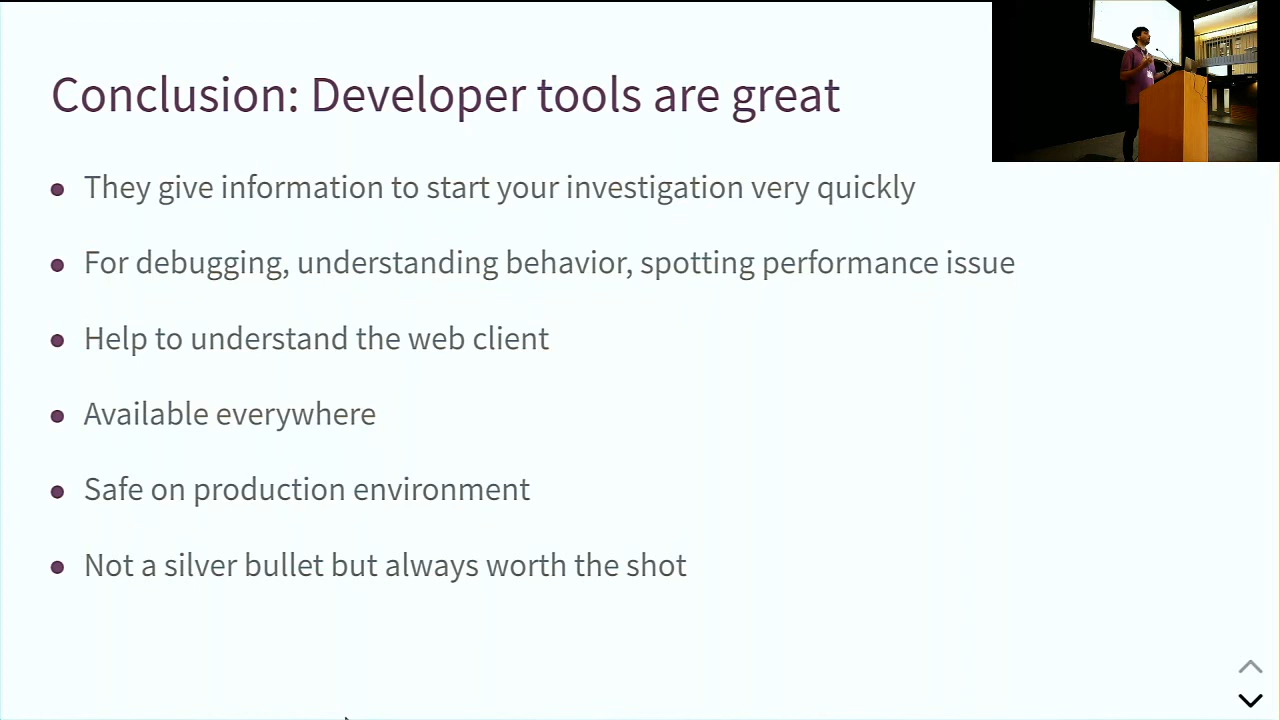 Conclusion: Developer tools are great
They give information to start your investigation very quickly
For debugging, understanding behavior, spotting performance issue
Help to understand the web client
Available everywhere
Safe on production environment
Not a silver bullet but always worth the shot